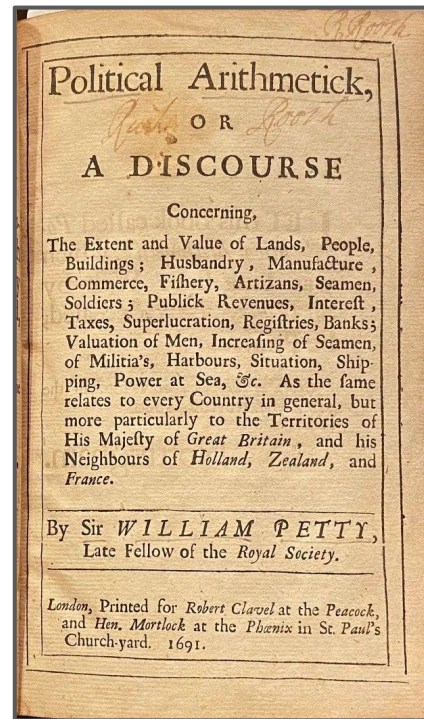 R. Rooth
Political Arithmetick,
OR
Rooth
A DISCOURSE
Concerning,
The Extent and Value of Lands, People,
Buildings; Husbandry, Manufacture,
Commerce, Fiſhery, Artizans, Seamen,
Soldiers; Publick Revenues, Intereſt,
Taxes, Superlucration, Regiſtries, Banks;
Valuation of Men, Increaſing of Seamen,
of Militia's, Harbours, Situation, Ship-
ping, Power at Sea, &c. As the ſame
relates to every Country in general, but
more particularly to the Territories of
His Majeſty of Great Britain, and his
Neighbours of Holland, Zealand, and
France.
By Sir WILLIAM PETTY,
Late Fellow of the Royal Society.
London, Printed for Robert Clavel at the Peacock,
and Hen. Mortlock at the Phœnix in St. Paul's
Church-yard. 1691.